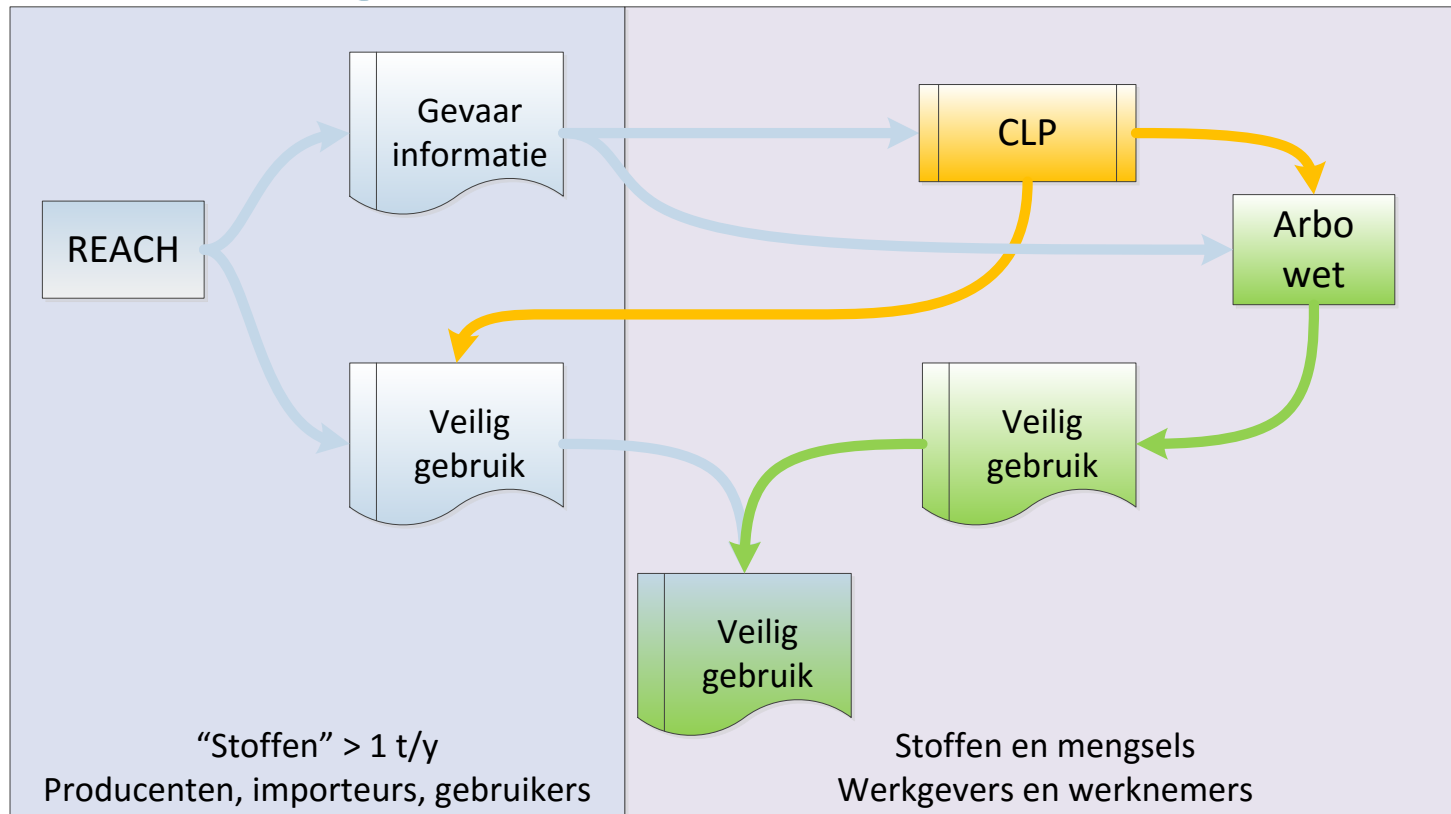 Gevaar
informatie
CLP
REACH
Arbo
wet
Veilig
gebruik
Veilig
gebruik
Veilig
gebruik
“Stoffen” > 1 t/y
Producenten, importeurs, gebruikers
Stoffen en mengsels
Werkgevers en werknemers